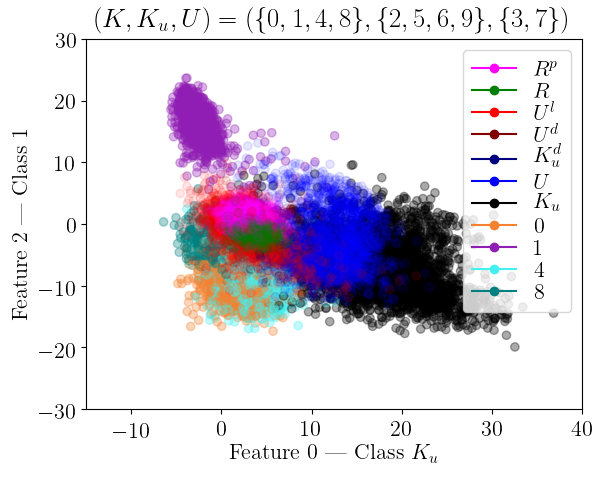 (K, K_u, U) = ({0, 1, 4, 8}, {2, 5, 6, 9}, {3, 7})
30
20
10
0
−10
−20
−30
Feature 2 — Class 1
−10
0
10
20
30
40
Feature 0 — Class K_u
R^p
R
U^l
U^d
K_u^d
U
K_u
0
1
4
8